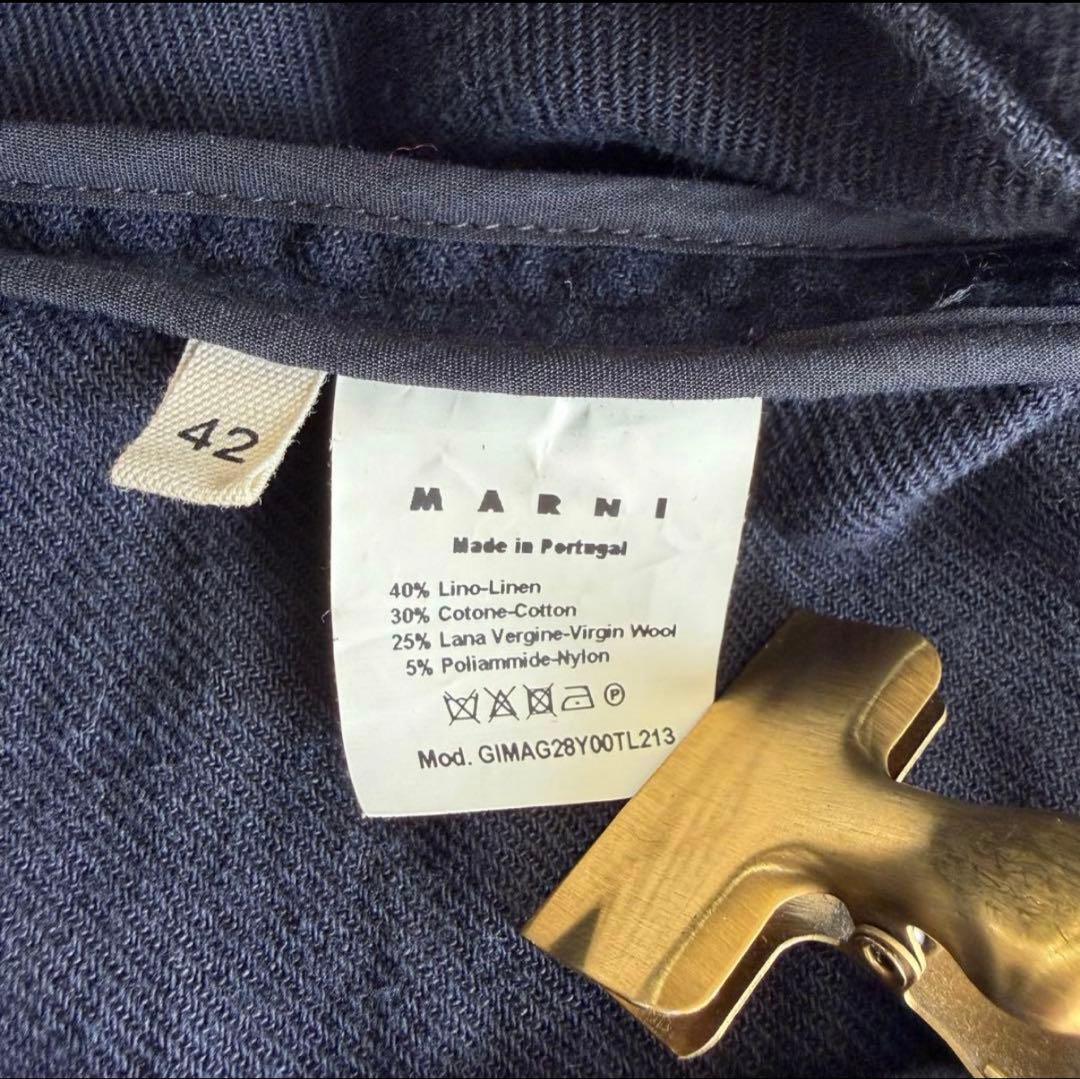 42
MARNI
Made in Portugal
40% Lino-Linen
30% Cotone-Cotton
25% Lana Vergine-Virgin Wool
5% Poliammide-Nylon
P
Mod. GIMAG28Y00TL213